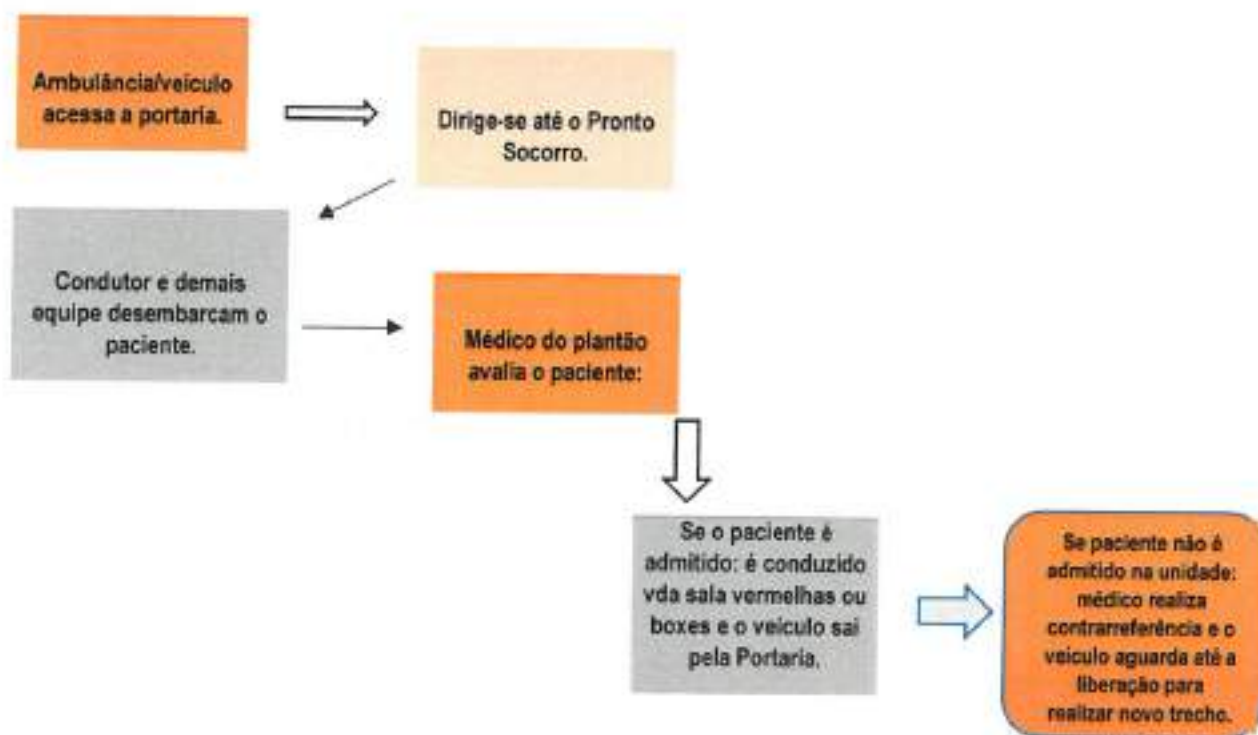 Ambulância/veículo
acessa a portaria.
Dirige-se até o Pronto
Socorro.
Condutor e demais
equipe desembarcam o
paciente.
Médico do plantão
avalia o paciente:
Se o paciente é
admitido: é conduzido
vda sala vermelhas ou
boxes e o veículo sai
pela Portaria.
Se paciente não é
admitido na unidade:
médico realiza
contrarreferência e o
veículo aguarda até a
liberação para
realizar novo trecho.